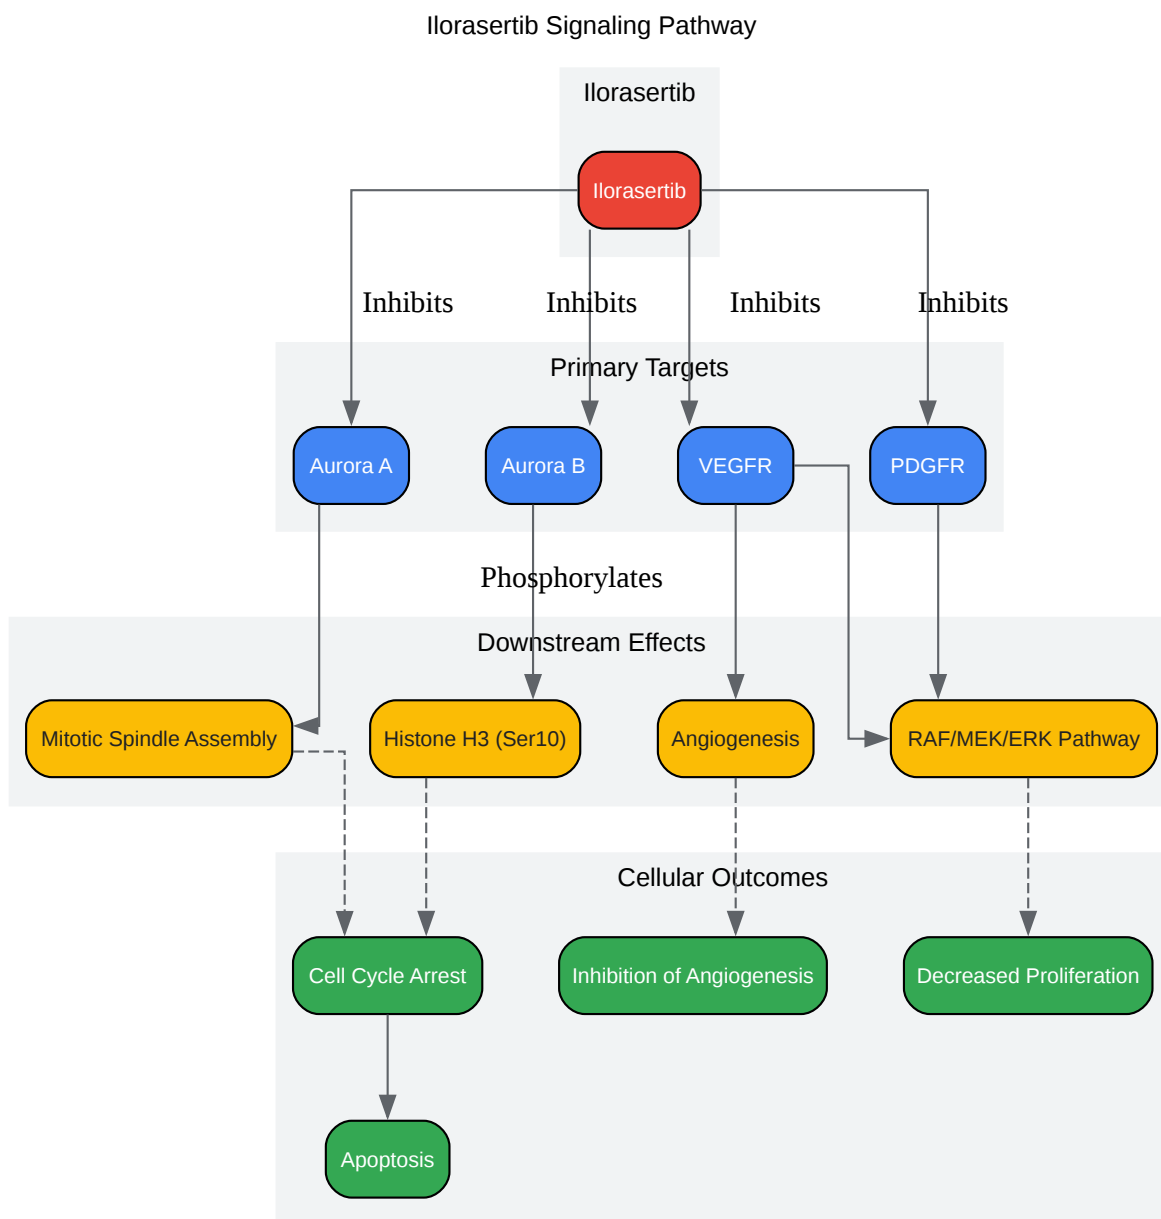 Ilorasertib Signaling Pathway
Ilorasertib
Ilorasertib
Inhibits
Inhibits
Inhibits
Inhibits
Primary Targets
Aurora A
Aurora B
VEGFR
PDGFR
Phosphorylates
Downstream Effects
Mitotic Spindle Assembly
Histone H3 (Ser10)
Angiogenesis
RAF/MEK/ERK Pathway
Cellular Outcomes
Cell Cycle Arrest
Inhibition of Angiogenesis
Decreased Proliferation
Apoptosis